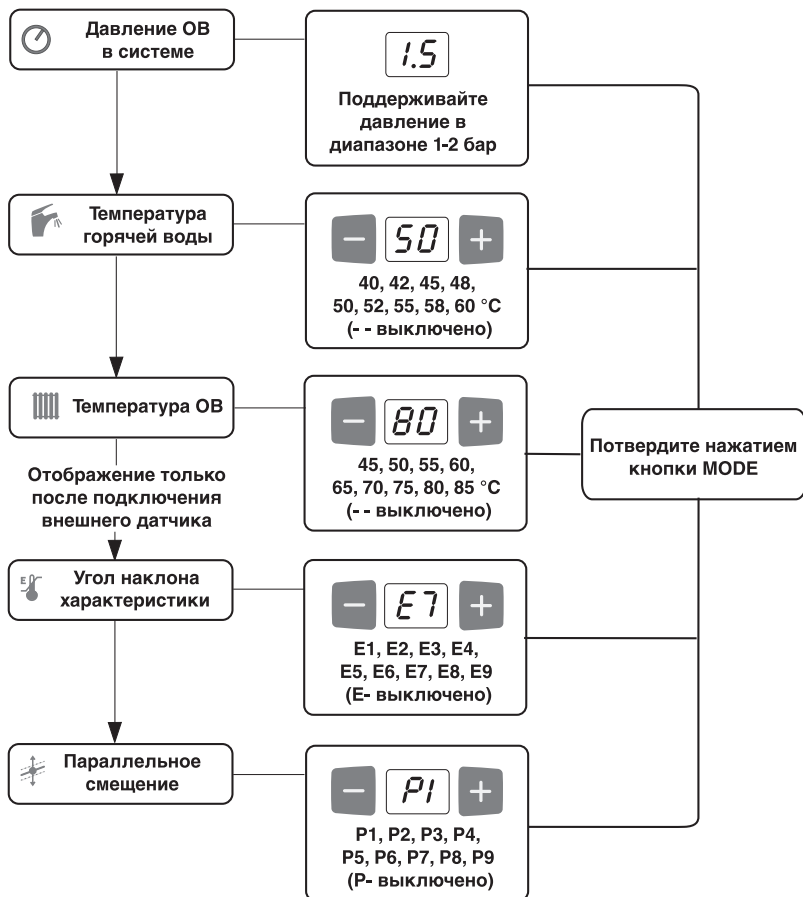 Давление ОВ
в системе
1.5
Поддерживайте
давление в
диапазоне 1-2 бар
Температура
горячей воды
− 50 +
40, 42, 45, 48,
50, 52, 55, 58, 60 °C
(- - выключено)
Температура ОВ
− 80 +
45, 50, 55, 60,
65, 70, 75, 80, 85 °C
(- - выключено)
Потвердите нажатием
кнопки MODE
Отображение только
после подключения
внешнего датчика
E
Угол наклона
характеристики
− E7 +
E1, E2, E3, E4,
E5, E6, E7, E8, E9
(E- выключено)
Параллельное
смещение
− P1 +
P1, P2, P3, P4,
P5, P6, P7, P8, P9
(P- выключено)